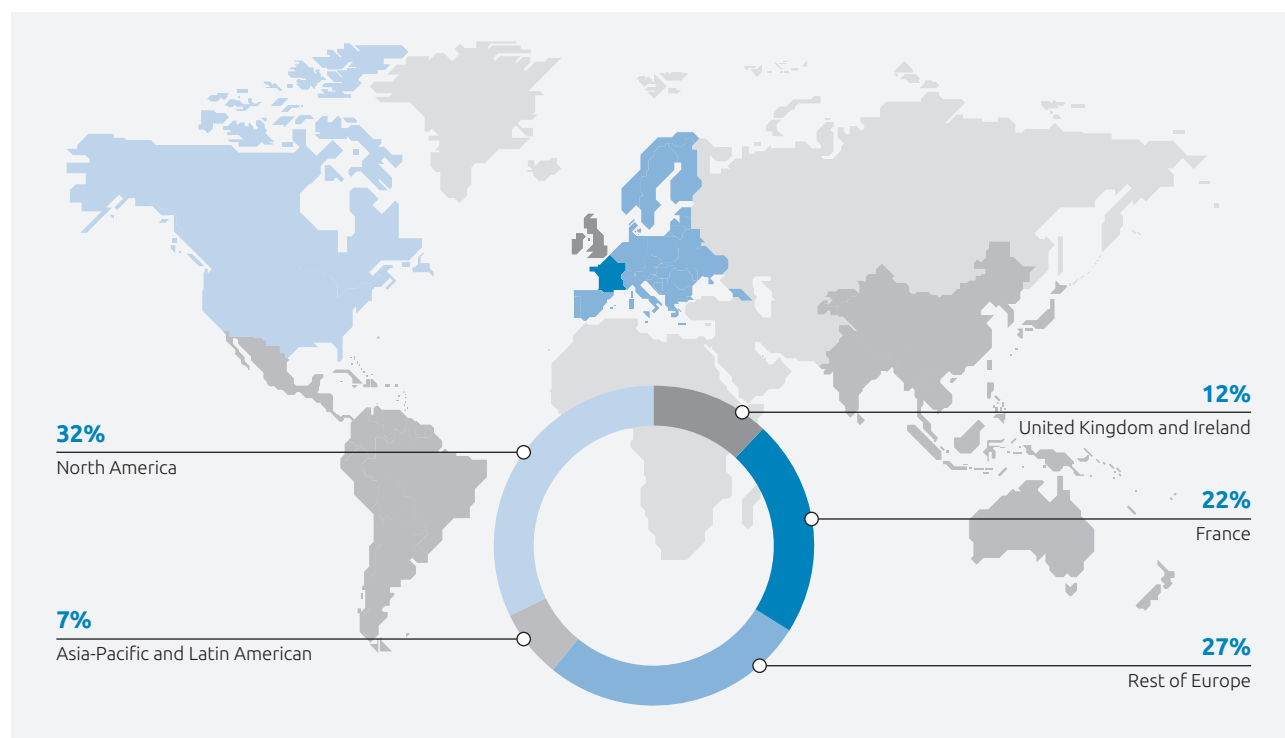 12%
United Kingdom and Ireland
32%
North America
22%
France
7%
Asia-Pacific and Latin American
27%
Rest of Europe